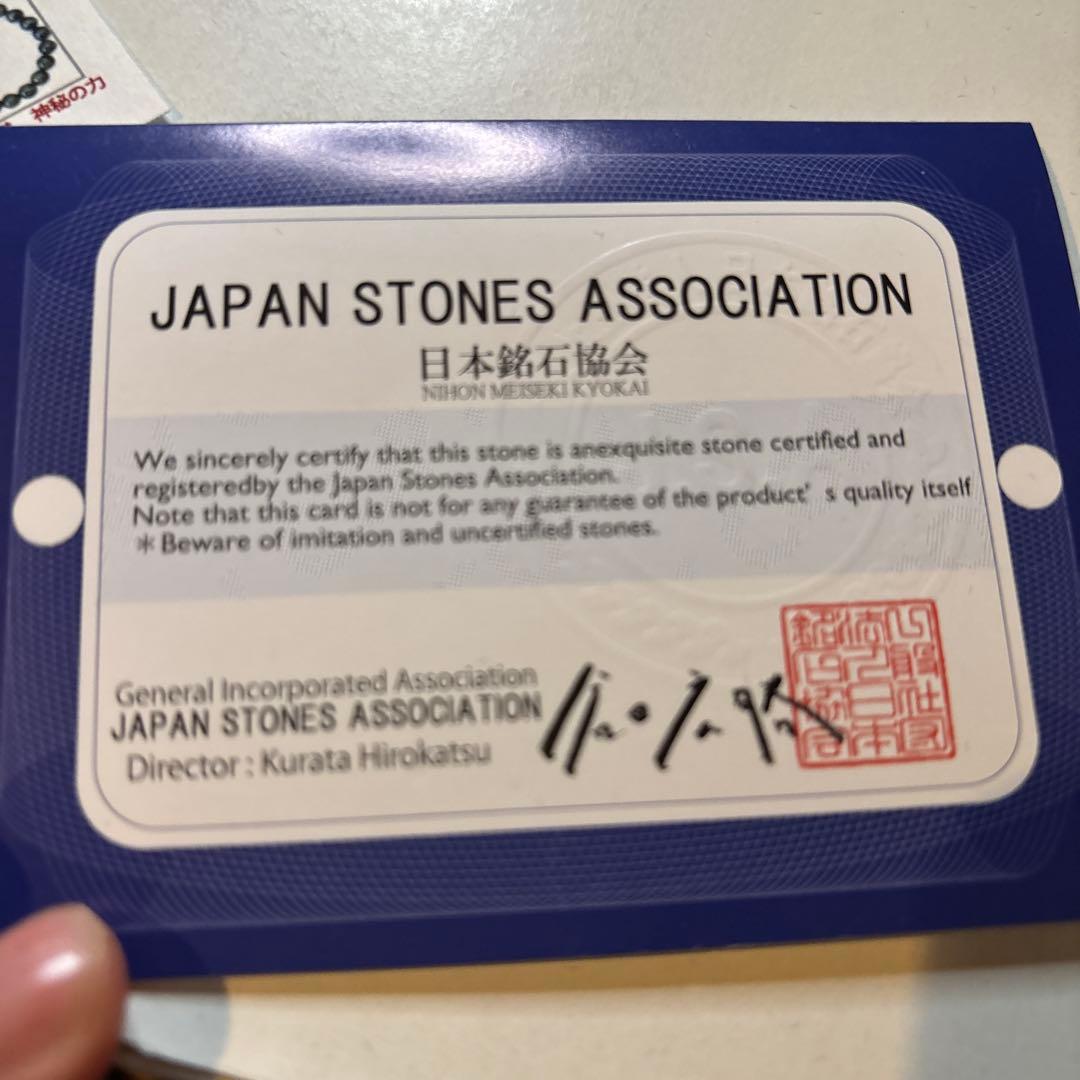 神秘の力
JAPAN STONES ASSOCIATION
日本銘石協会
NIHON MEISEKI KYOKAI
We sincerely certify that this stone is anexquisite stone certified and
registeredby the Japan Stones Association.
Note that this card is not for any guarantee of the product' s quality itself
＊Beware of imitation and uncertified stones.
General Incorporated Association
JAPAN STONES ASSOCIATION
Director : Kurata Hirokatsu